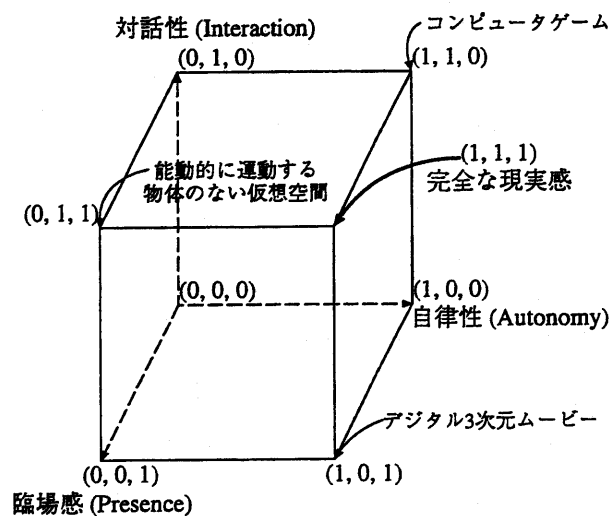 対話性 (Interaction)
コンピュータゲーム
(0, 1, 0)
(1, 1, 0)
能動的に運動する
物体のない仮想空間
(1, 1, 1)
完全な現実感
(0, 1, 1)
(0, 0, 0)
(1, 0, 0)
自律性 (Autonomy)
デジタル3次元ムービー
(0, 0, 1)
(1, 0, 1)
臨場感 (Presence)